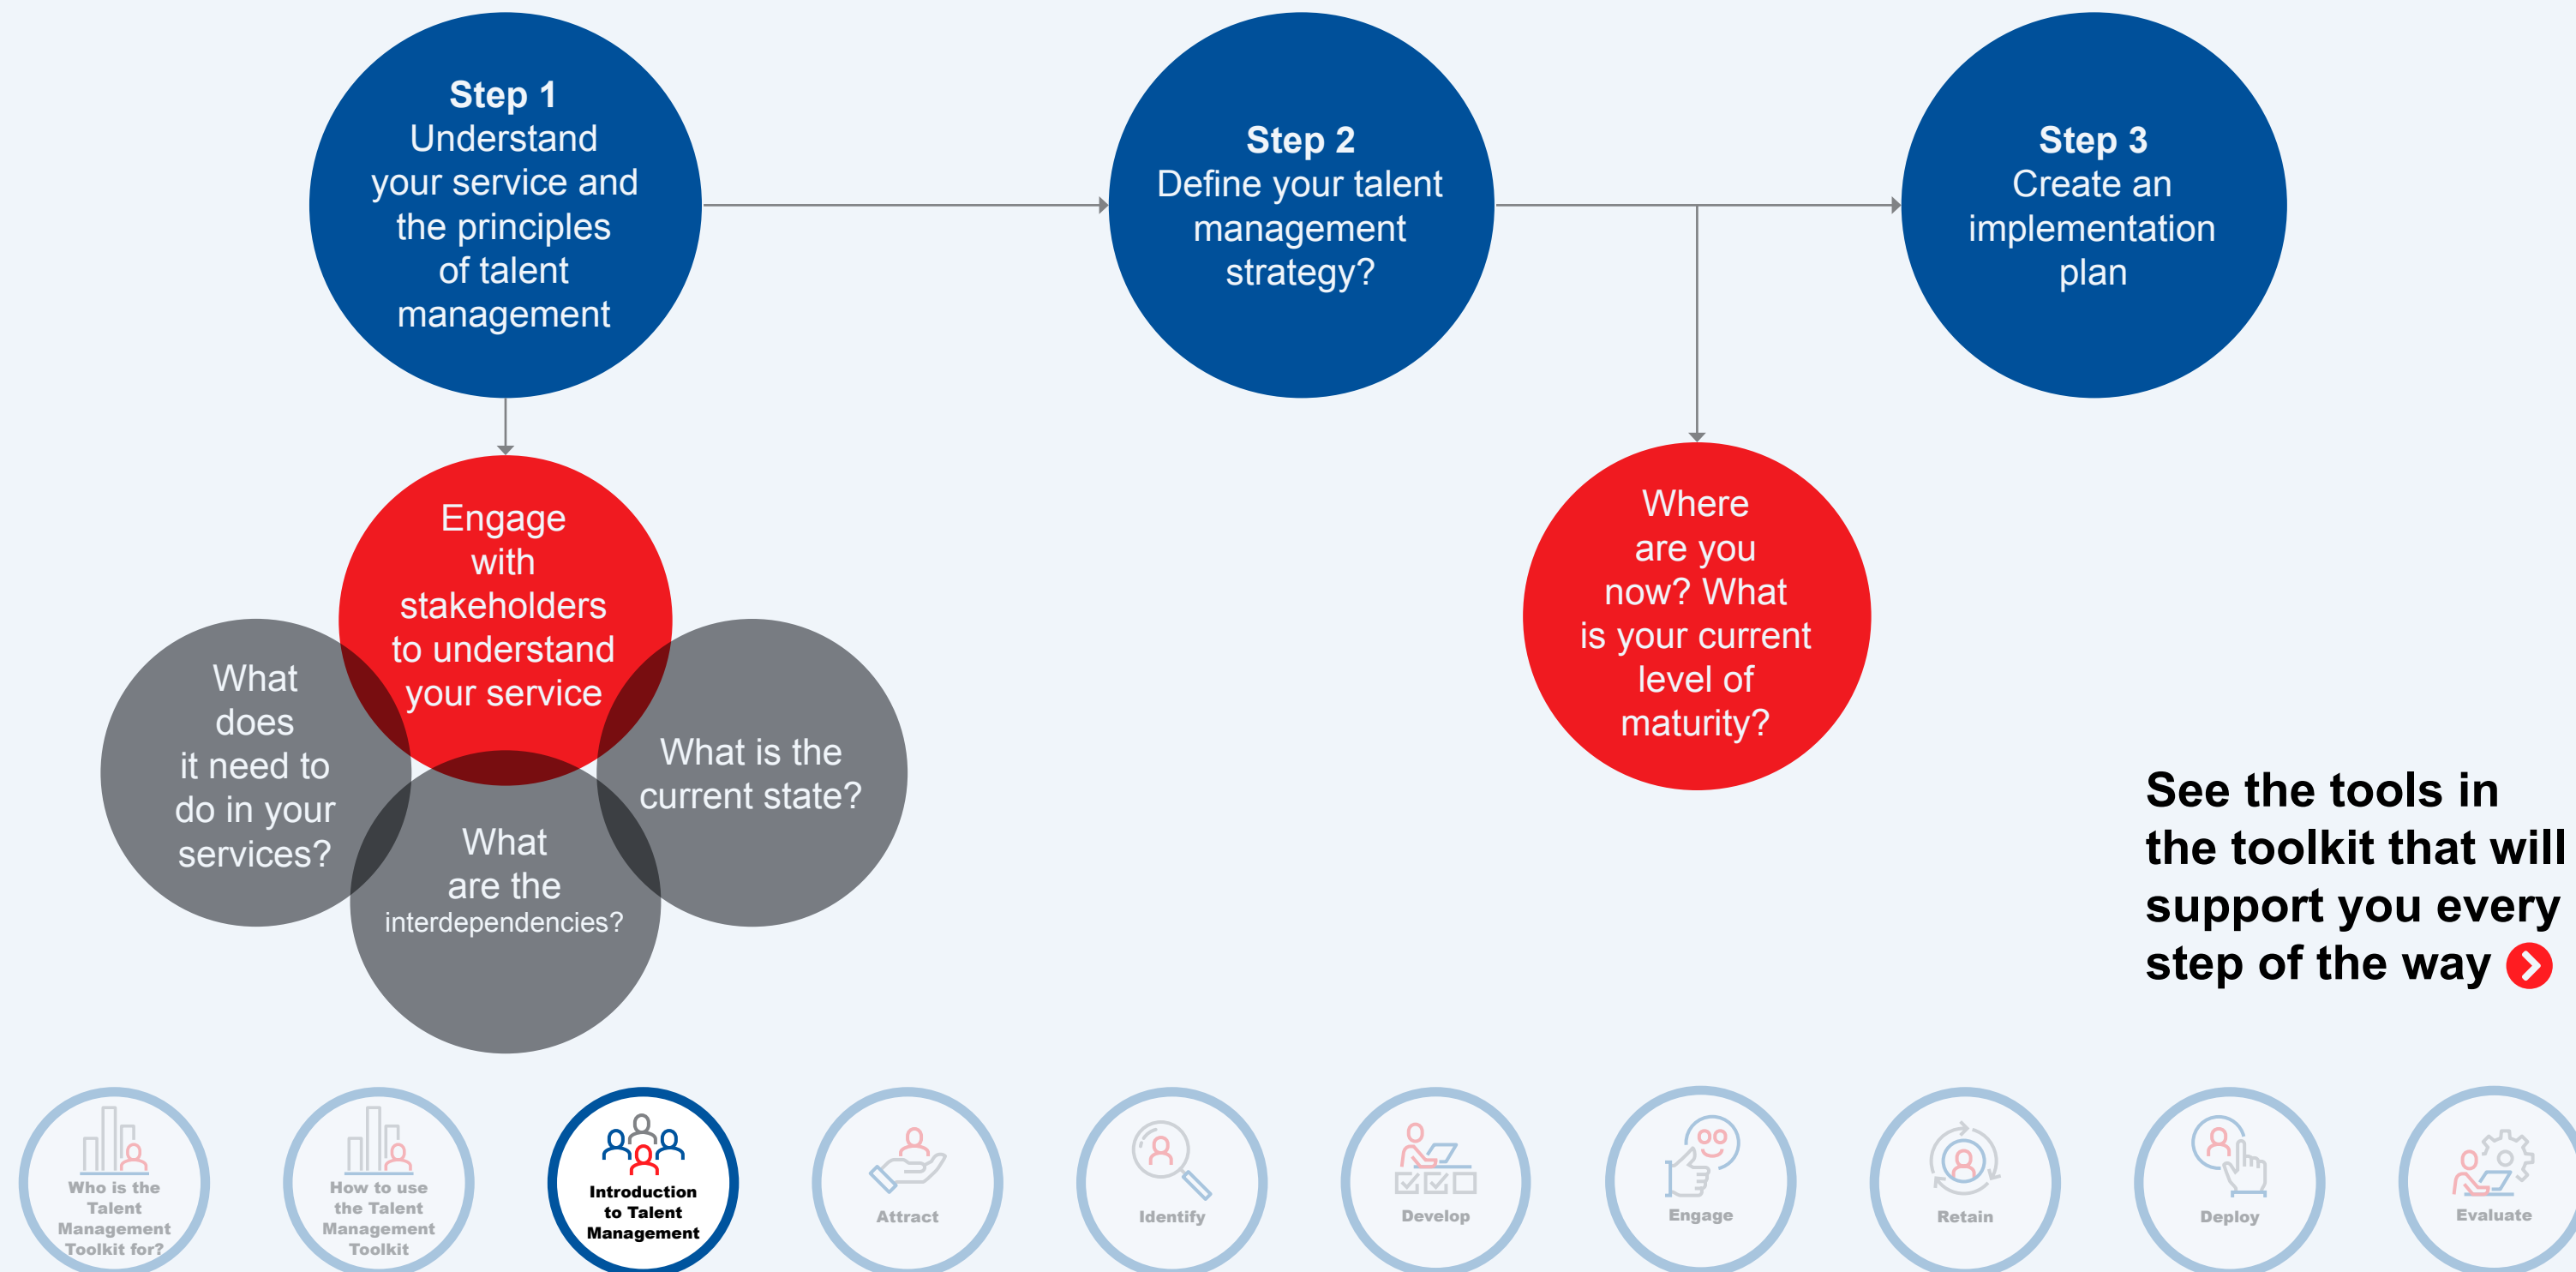 Step 1
Understand
your service and
the principles
of talent
management
Step 2
Define your talent
management
strategy?
Step 3
Create an
implementation
plan
Engage
with
stakeholders
to understand
your service
What
does
it need to
do in your
services?
What
are the
interdependencies?
What is the
current state?
Where
are you
now? What
is your current
level of
maturity?
See the tools in
the toolkit that will
support you every
step of the way
Who is the
Talent
Management
Toolkit for?
How to use
the Talent
Management
Toolkit
Introduction
to Talent
Management
Attract
Identify
Develop
Engage
Retain
Deploy
Evaluate